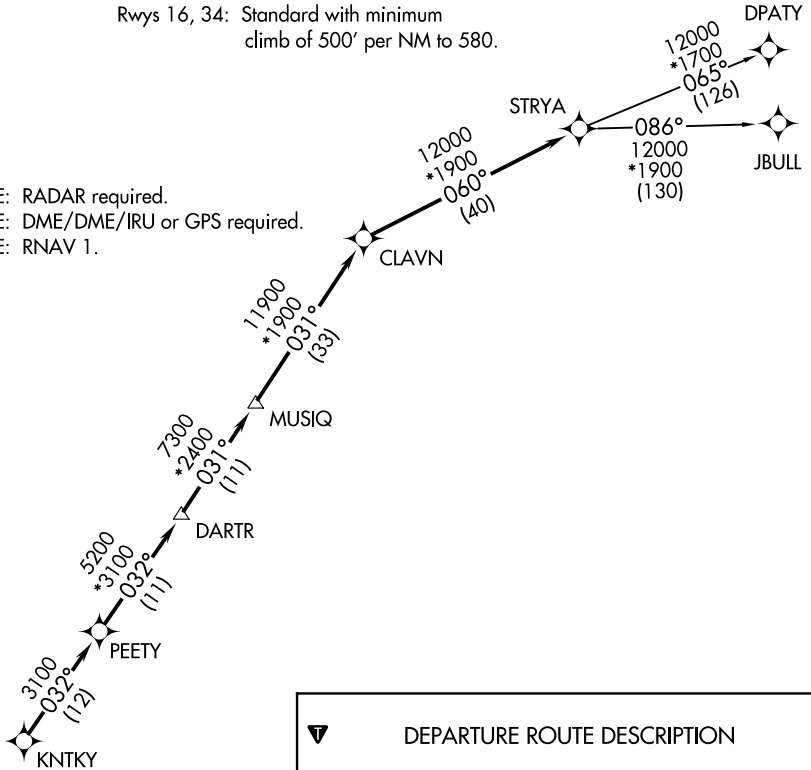 Rwys 16, 34: Standard with minimum
climb of 500' per NM to 580.
DPATY
12000
*1700
065°
(126)
STRYA
086°
12000
*1900
(130)
JBULL
12000
*1900
060°
(40)
E: RADAR required.
E: DME/DME/IRU or GPS required.
E: RNAV 1.
CLAVN
11900
*1900
031°
(33)
MUSIQ
7300
*2400
031°
(11)
DARTR
5200
*3100
032°
(11)
PEETY
3100
032°
(12)
KNTKY
T
DEPARTURE ROUTE DESCRIPTION